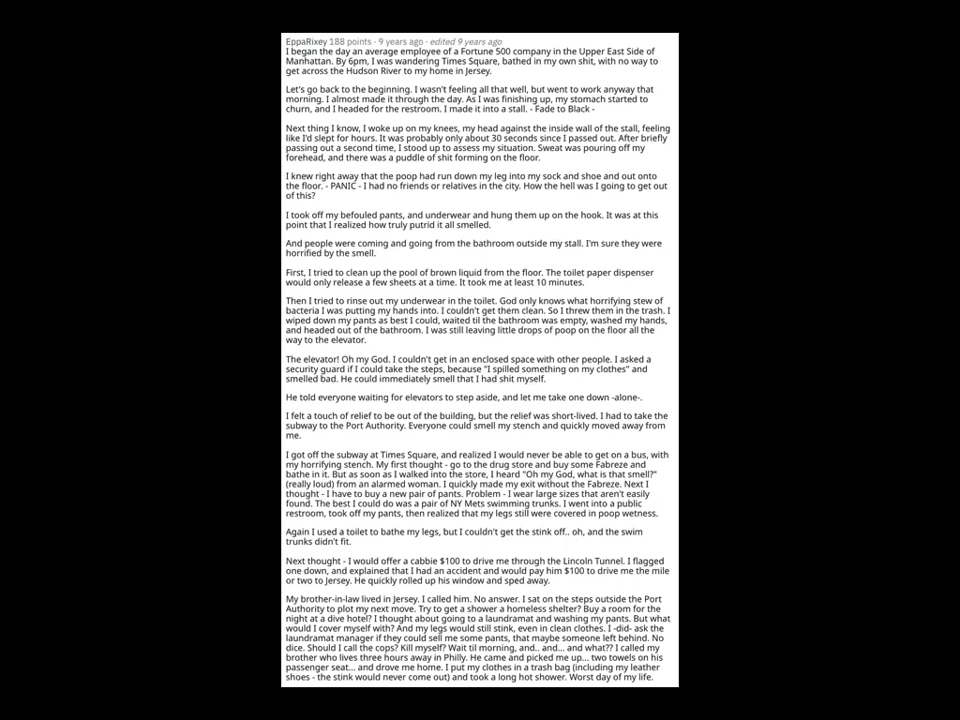 EppaRixey 188 points · 9 years ago · edited 9 years ago
I began the day an average employee of a Fortune 500 company in the Upper East Side of
Manhattan. By 6pm, I was wandering Times Square, bathed in my own shit, with no way to
get across the Hudson River to my home in Jersey.
Let's go back to the beginning. I wasn't feeling all that well, but went to work anyway that
morning. I almost made it through the day. As I was finishing up, my stomach started to
churn, and I headed for the restroom. I made it into a stall. - Fade to Black -
Next thing I know, I woke up on my knees, my head against the inside wall of the stall, feeling
like I'd slept for hours. It was probably only about 30 seconds since I passed out. After briefly
passing out a second time, I stood up to assess my situation. Sweat was pouring off my
forehead, and there was a puddle of shit forming on the floor.
I knew right away that the poop had run down my leg into my sock and shoe and out onto
the floor. - PANIC - I had no friends or relatives in the city. How the hell was I going to get out
of this?
I took off my befouled pants, and underwear and hung them up on the hook. It was at this
point that I realized how truly putrid it all smelled.
And people were coming and going from the bathroom outside my stall. I'm sure they were
horrified by the smell.
First, I tried to clean up the pool of brown liquid from the floor. The toilet paper dispenser
would only release a few sheets at a time. It took me at least 10 minutes.
Then I tried to rinse out my underwear in the toilet. God only knows what horrifying stew of
bacteria I was putting my hands into. I couldn't get them clean. So I threw them in the trash. I
wiped down my pants as best I could, waited til the bathroom was empty, washed my hands,
and headed out of the bathroom. I was still leaving little drops of poop on the floor all the
way to the elevator.
The elevator! Oh my God. I couldn't get in an enclosed space with other people. I asked a
security guard if I could take the steps, because "I spilled something on my clothes" and
smelled bad. He could immediately smell that I had shit myself.
He told everyone waiting for elevators to step aside, and let me take one down -alone-.
I felt a touch of relief to be out of the building, but the relief was short-lived. I had to take the
subway to the Port Authority. Everyone could smell my stench and quickly moved away from
me.
I got off the subway at Times Square, and realized I would never be able to get on a bus, with
my horrifying stench. My first thought - go to the drug store and buy some Fabreze and
bathe in it. But as soon as I walked into the store, I heard "Oh my God, what is that smell?"
(really loud) from an alarmed woman. I quickly made my exit without the Fabreze. Next I
thought - I have to buy a new pair of pants. Problem - I wear large sizes that aren't easily
found. The best I could do was a pair of NY Mets swimming trunks. I went into a public
restroom, took off my pants, then realized that my legs still were covered in poop wetness.
Again I used a toilet to bathe my legs, but I couldn't get the stink off.. oh, and the swim
trunks didn't fit.
Next thought - I would offer a cabbie $100 to drive me through the Lincoln Tunnel. I flagged
one down, and explained that I had an accident and would pay him $100 to drive me the mile
or two to Jersey. He quickly rolled up his window and sped away.
My brother-in-law lived in Jersey. I called him. No answer. I sat on the steps outside the Port
Authority to plot my next move. Try to get a shower a homeless shelter? Buy a room for the
night at a dive hotel? I thought about going to a laundramat and washing my pants. But what
would I cover myself with? And my legs would still stink, even in clean clothes. I -did- ask the
laundramat manager if they could sell me some pants, that maybe someone left behind. No
dice. Should I call the cops? Kill myself? Wait til morning, and.. and... and what?? I called my
brother who lives three hours away in Philly. He came and picked me up... two towels on his
passenger seat... and drove me home. I put my clothes in a trash bag (including my leather
shoes - the stink would never come out) and took a long hot shower. Worst day of my life.